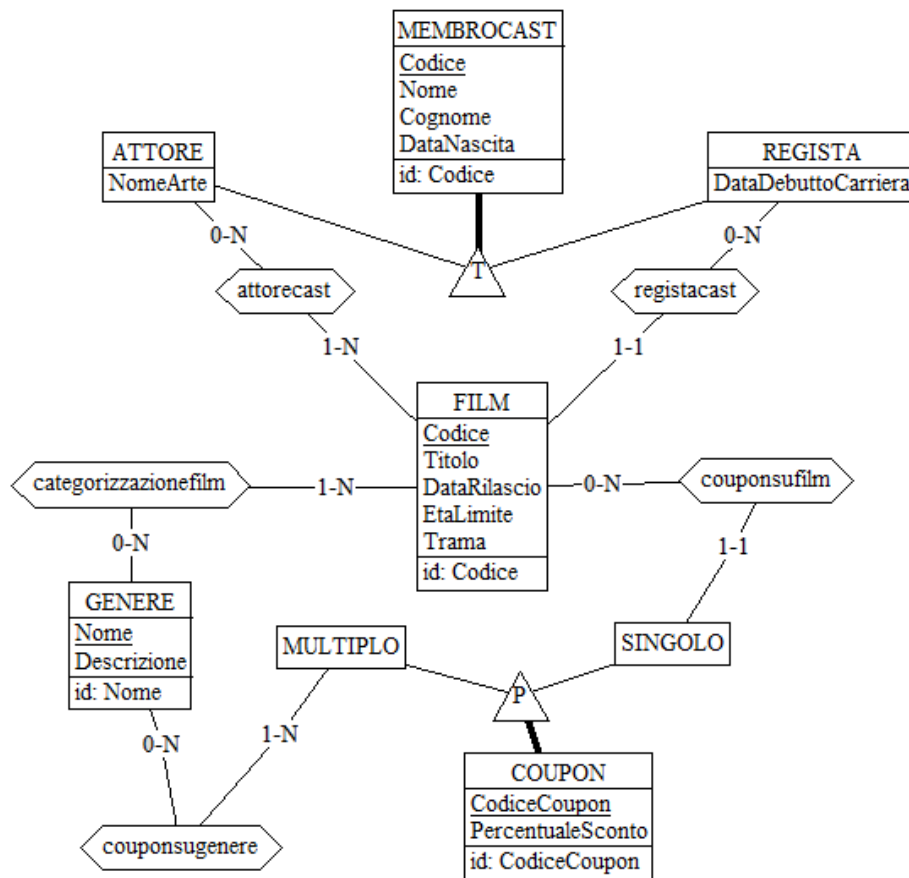 MEMBROCAST
Codice
Nome
Cognome
DataNascita
id: Codice
ATTORE
NomeArte
REGISTA
DataDebuttoCarriera
T
0-N
0-N
attorecast
registacast
1-N
1-1
FILM
Codice
Titolo
DataRilascio
EtaLimite
Trama
id: Codice
categorizzazionefilm
1-N
0-N
couponsufilm
0-N
1-1
GENERE
Nome
Descrizione
id: Nome
MULTIPLO
SINGOLO
P
0-N
1-N
COUPON
CodiceCoupon
PercentualeSconto
id: CodiceCoupon
couponsugenere